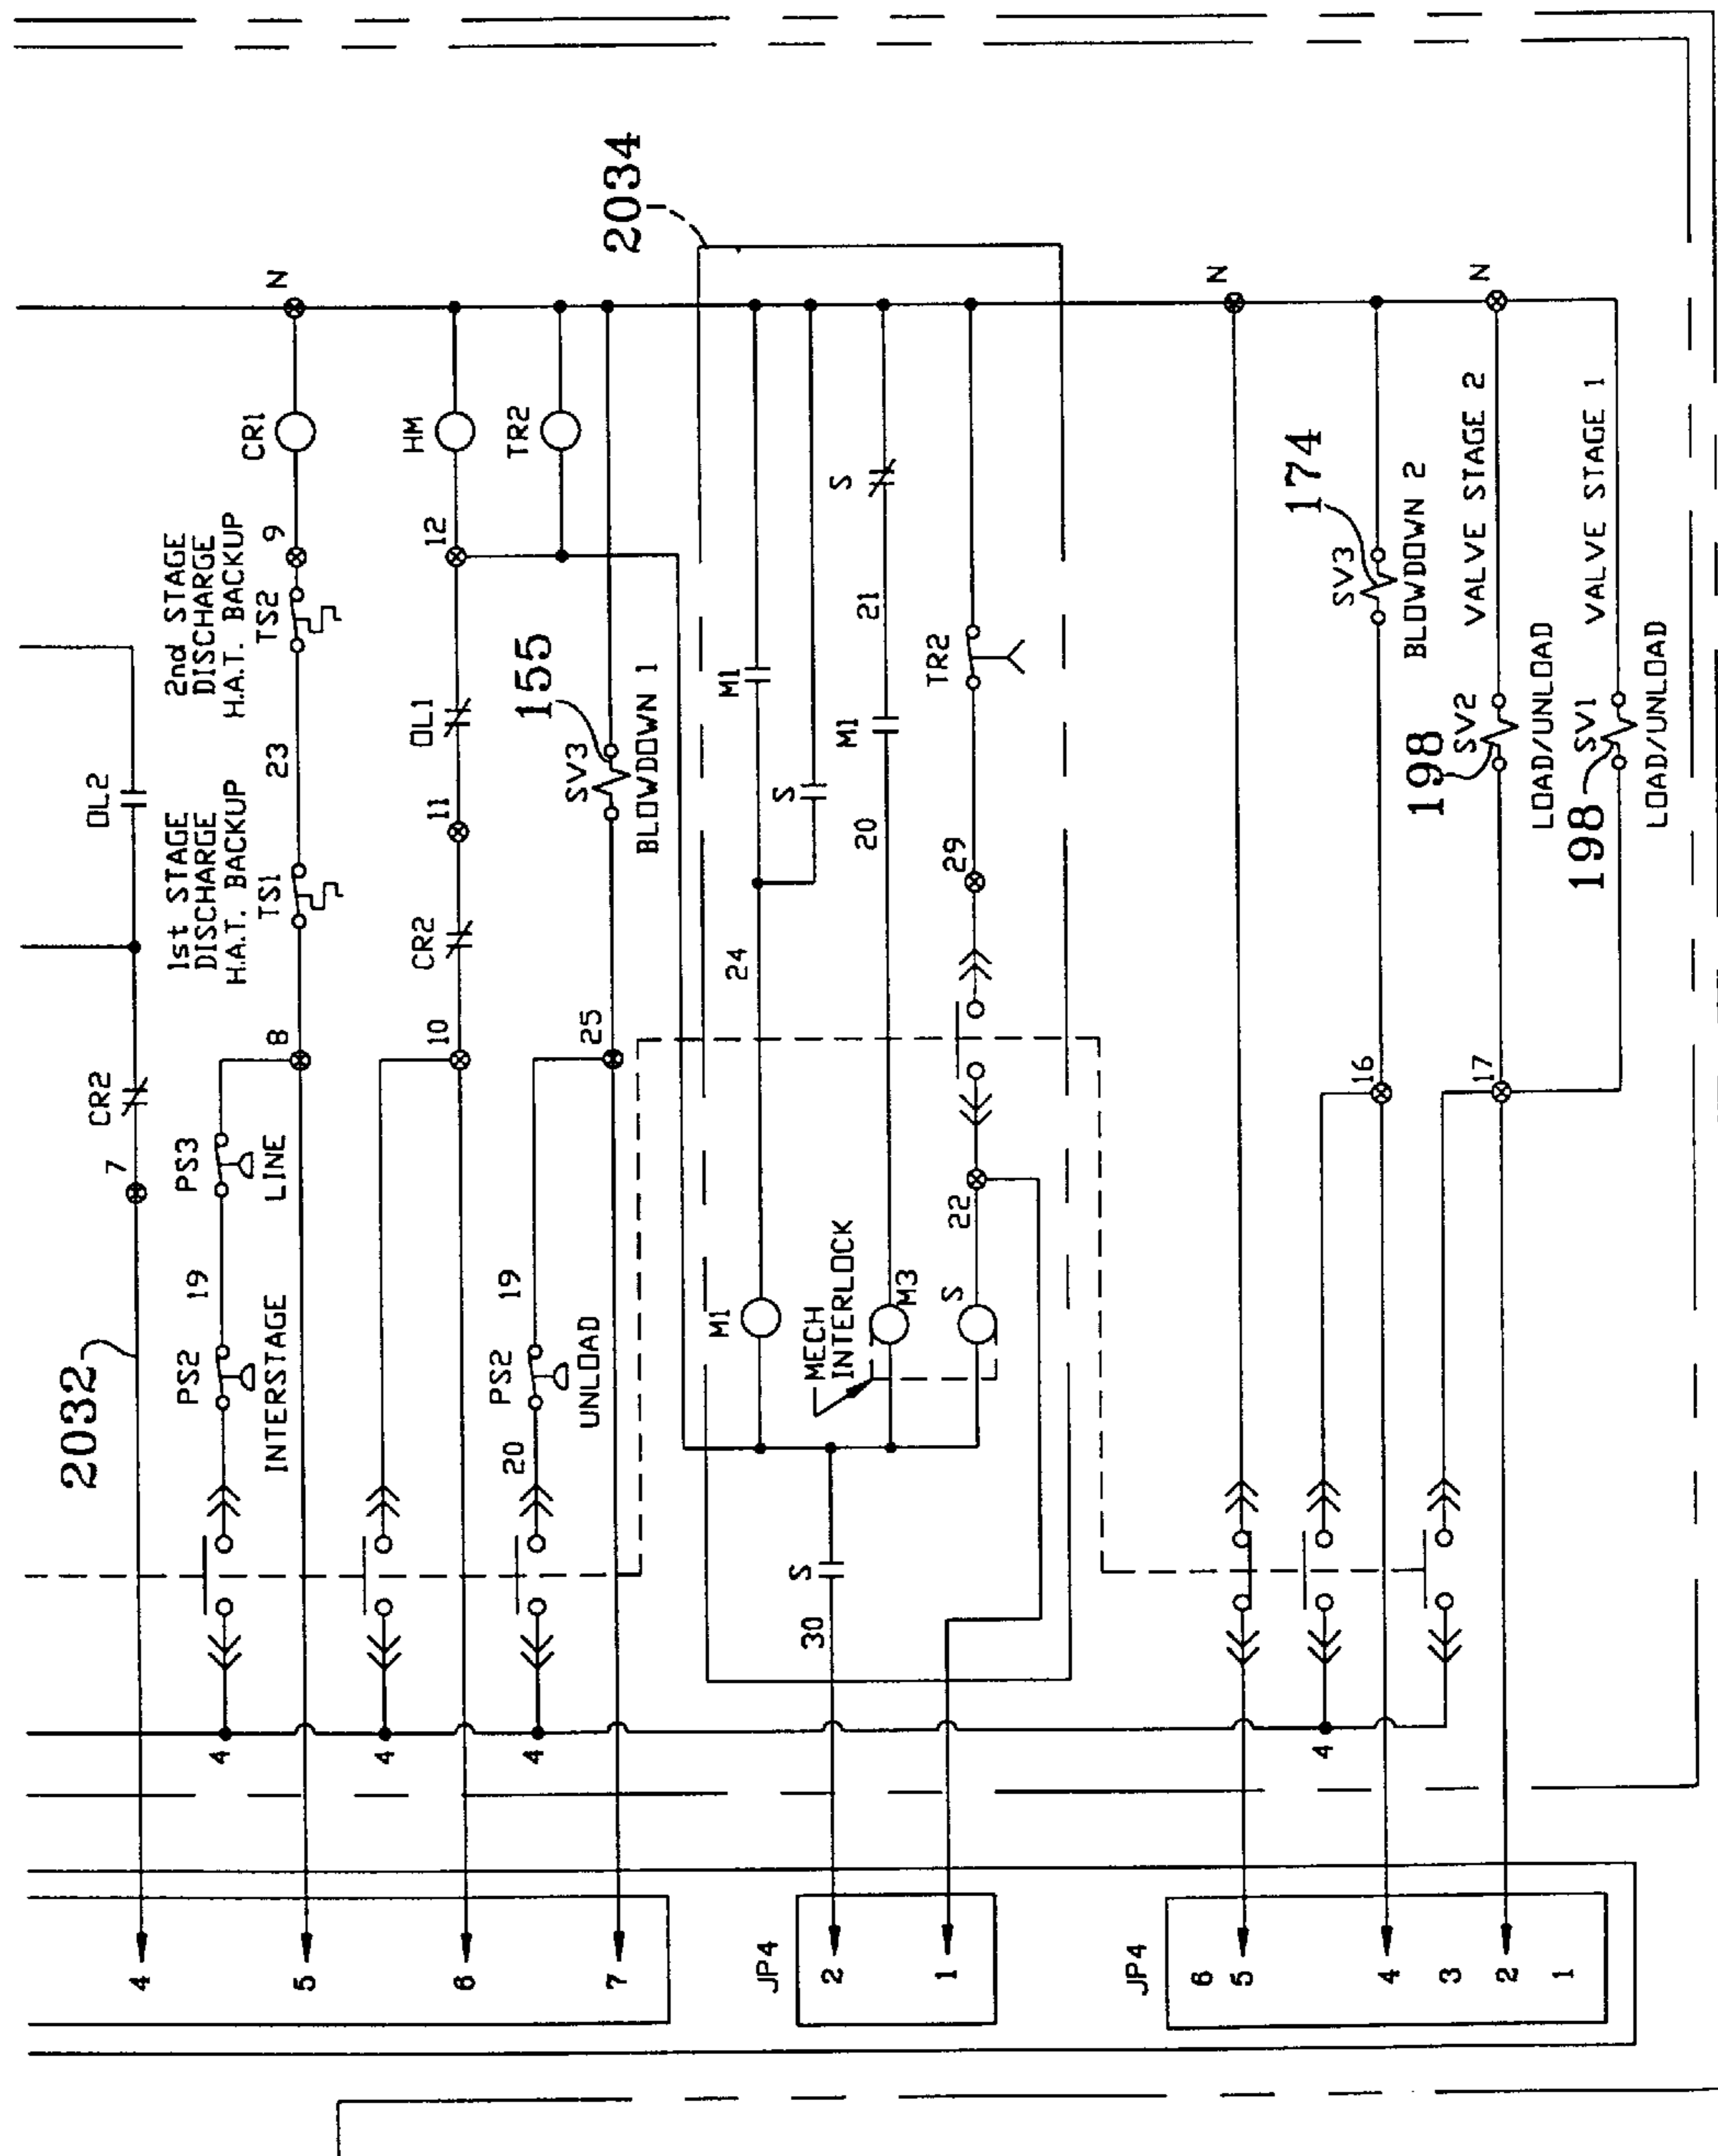 2032
2034
OL2
CR2
7
4
1st STAGE
DISCHARGE
H.A.T. BACKUP
TS1
2nd STAGE
DISCHARGE
H.A.T. BACKUP
TS2
23
9
CR1
N
4
PS2
19
PS3
INTERSTAGE
LINE
8
5
4
10
CR2
11
OL1
12
HM
6
TR2
4
20
PS2
19
UNLOAD
25
SV3
155
BLOWDOWN 1
7
M1
24
M1
S
JP4
2
30
S
MECH
INTERLOCK
M3
20
M1
21
S
1
S
22
29
TR2
N
JP4
6
5
4
16
SV3
174
BLOWDOWN 2
4
3
17
198
SV2
VALVE STAGE 2
LOAD/UNLOAD
2
198
SV1
VALVE STAGE 1
LOAD/UNLOAD
1
N